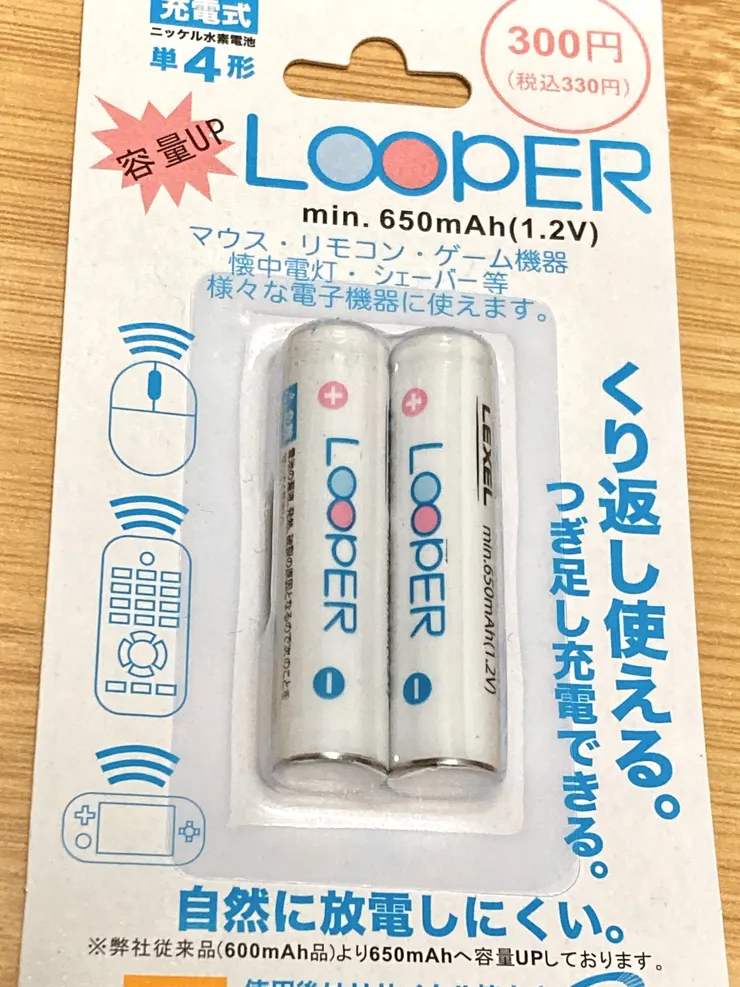 充電式
ニッケル水素電池
単4形
300円
(税込330円)
容量UP
LOOPER
min. 650mAh(1.2V)
マウス・リモコン・ゲーム機器
懐中電灯・シェーバー等
様々な電子機器に使えます。
+
LOOPER
−
+
LOOPER
−
LEXEL
min.650mAh(1.2V)
くり返し使える。
つぎ足し充電できる。
自然に放電しにくい。
※弊社従来品(600mAh品)より650mAhへ容量UPしております。